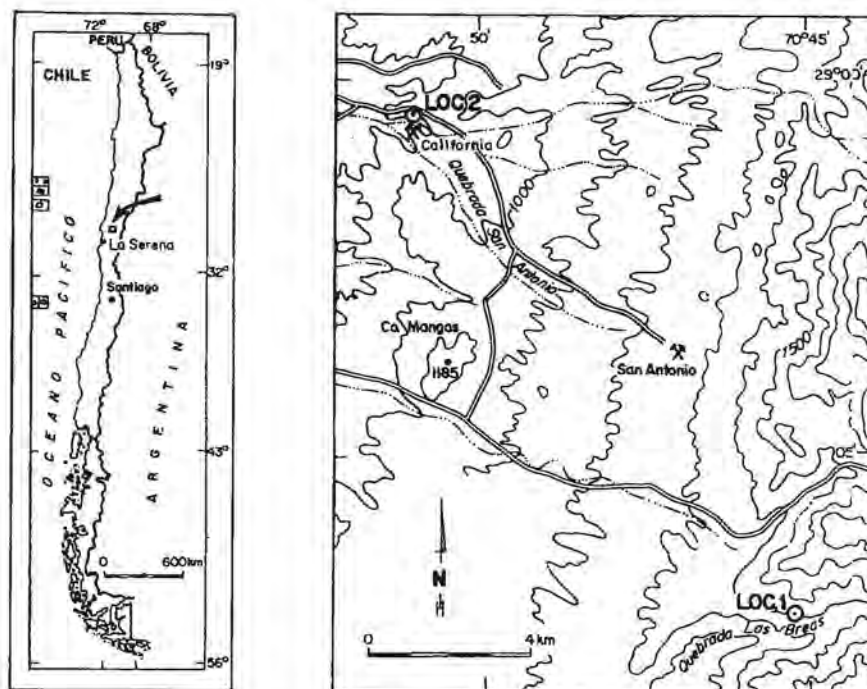 72° 68°
PERU
BOLIVIA
CHILE
19°
OCEANO PACIFICO
La Serena
32°
Santiago
ARGENTINA
43°
0 600km
56°
50' 70°45'
29°00'
LOC.2
California
Quebrada San Antonio
1000
Co. Mangas
1185
San Antonio
1500
05'
N
LOC.1
Quebrada Las Breas
0 4 km